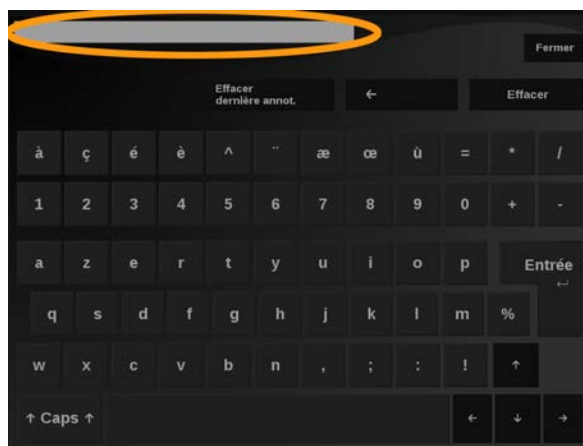 Fermer
Effacer
dernière annot.
← Effacer
à ç é è ^ ¨ æ œ ù = * /
1 2 3 4 5 6 7 8 9 0 + -
a z e r t y u i o p Entrée
↵
q s d f g h j k l m %
w x c v b n , ; : ! ↑
↑ Caps ↑ ← ↓ →